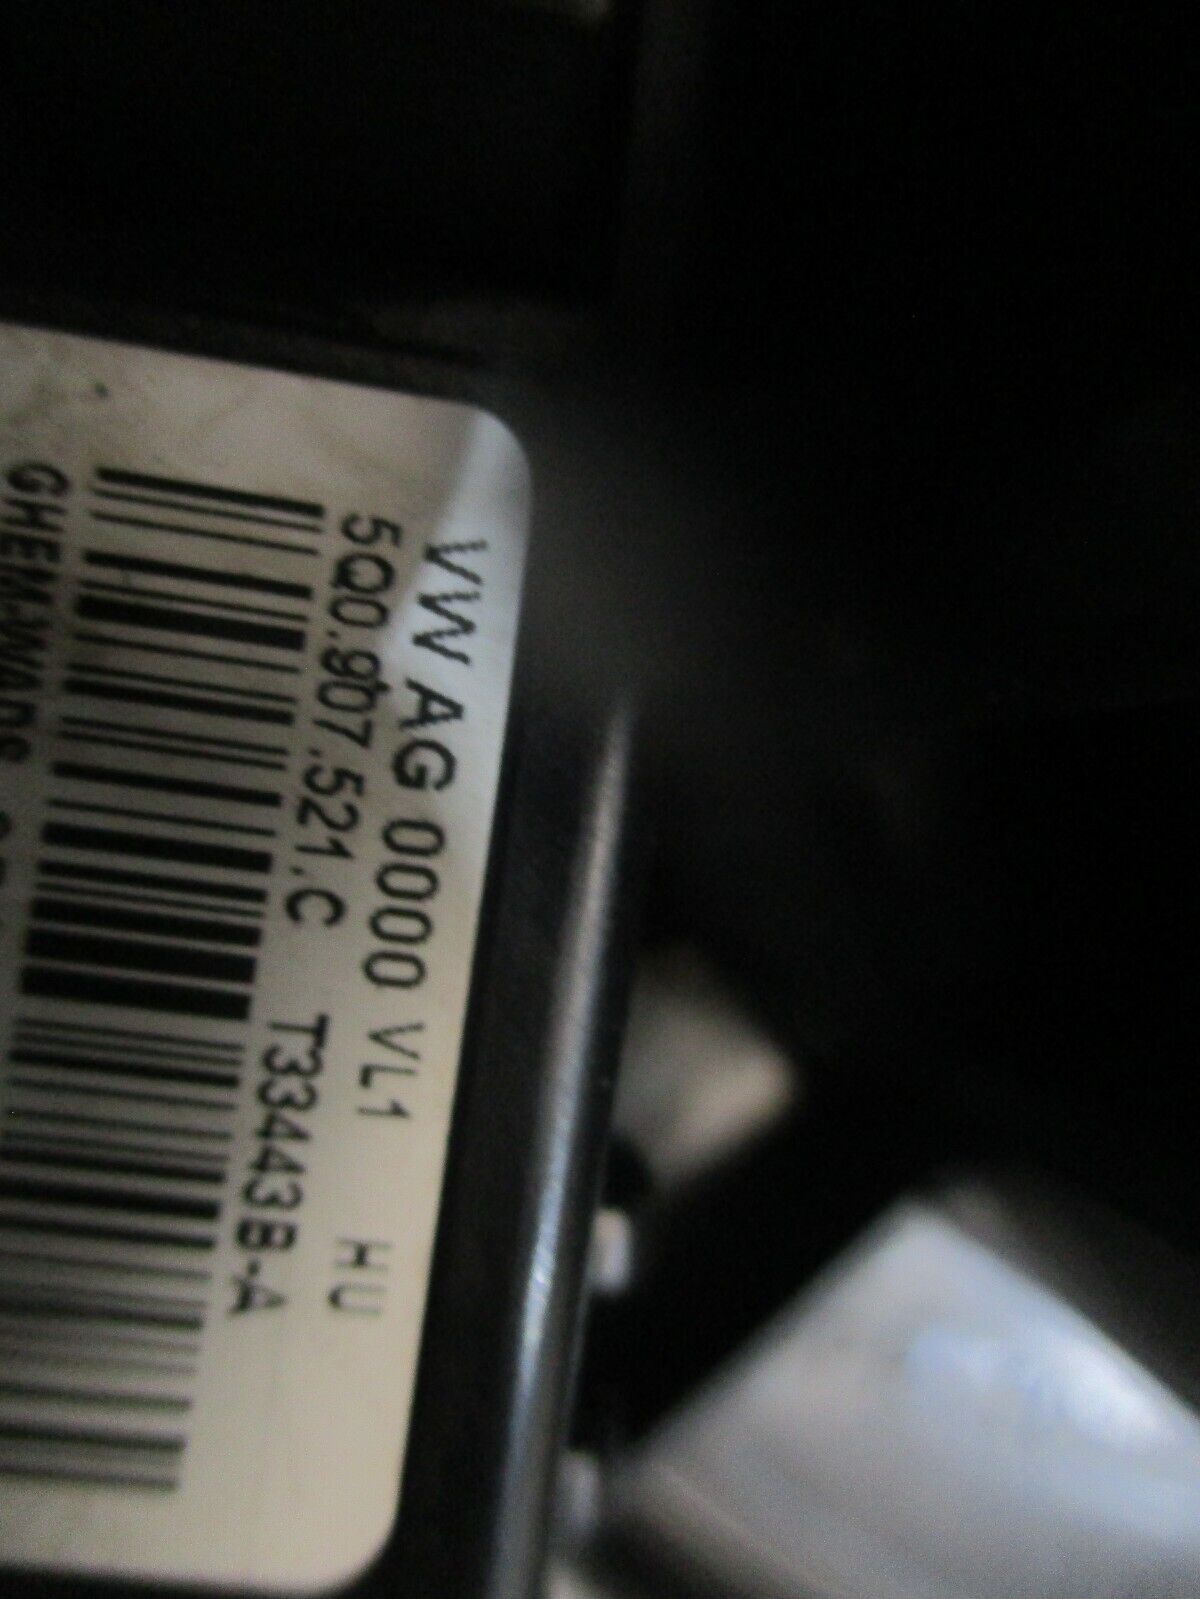 VW AG 0000 VL1 HU
5Q0.907.521.C T33443B-A